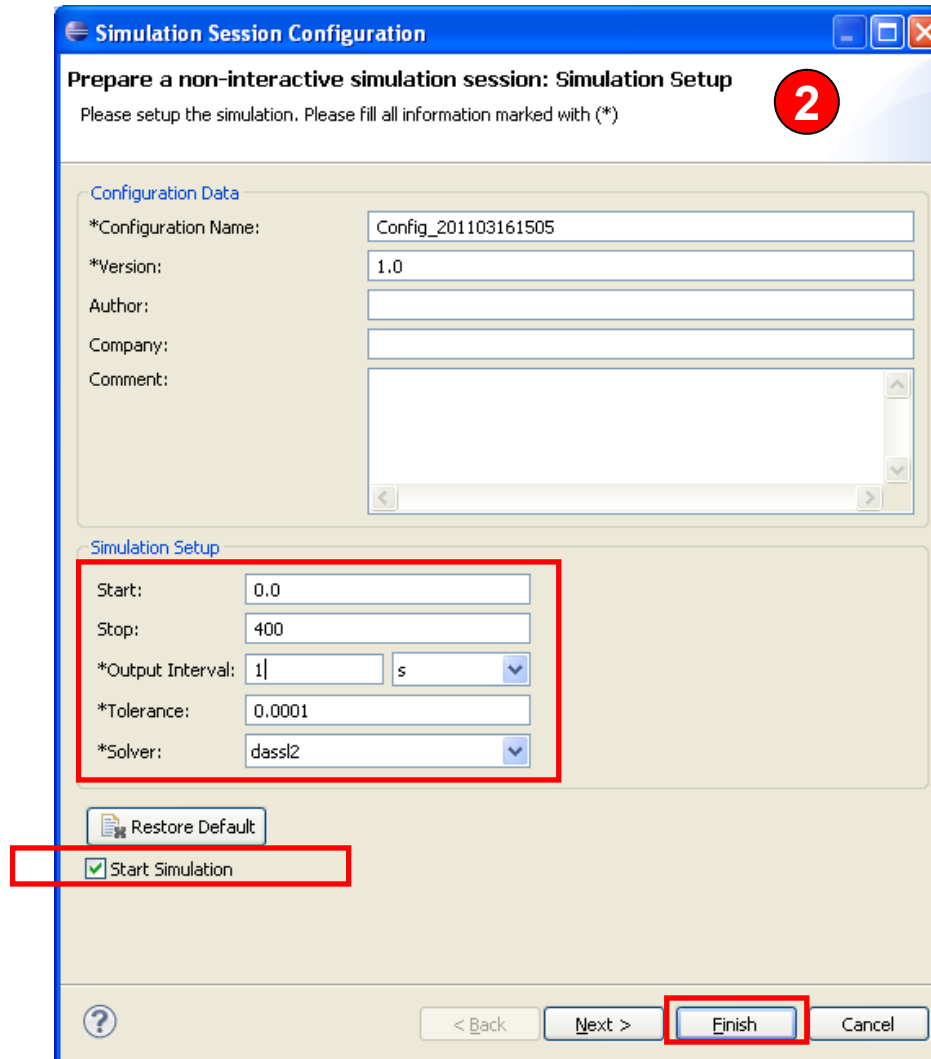 Simulation Session Configuration
Prepare a non-interactive simulation session: Simulation Setup
2
Please setup the simulation. Please fill all information marked with (*)
Configuration Data
*Configuration Name: Config_201103161505
*Version: 1.0
Author:
Company:
Comment:
Simulation Setup
Start: 0.0
Stop: 400
*Output Interval: 1 s
*Tolerance: 0.0001
*Solver: dassl2
Restore Default
Start Simulation
? < Back Next > Finish Cancel